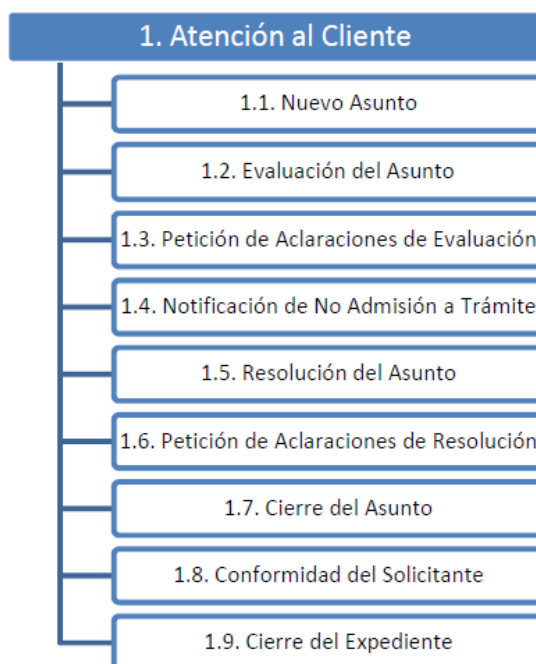 1. Atención al Cliente
1.1. Nuevo Asunto
1.2. Evaluación del Asunto
1.3. Petición de Aclaraciones de Evaluación
1.4. Notificación de No Admisión a Trámite
1.5. Resolución del Asunto
1.6. Petición de Aclaraciones de Resolución
1.7. Cierre del Asunto
1.8. Conformidad del Solicitante
1.9. Cierre del Expediente